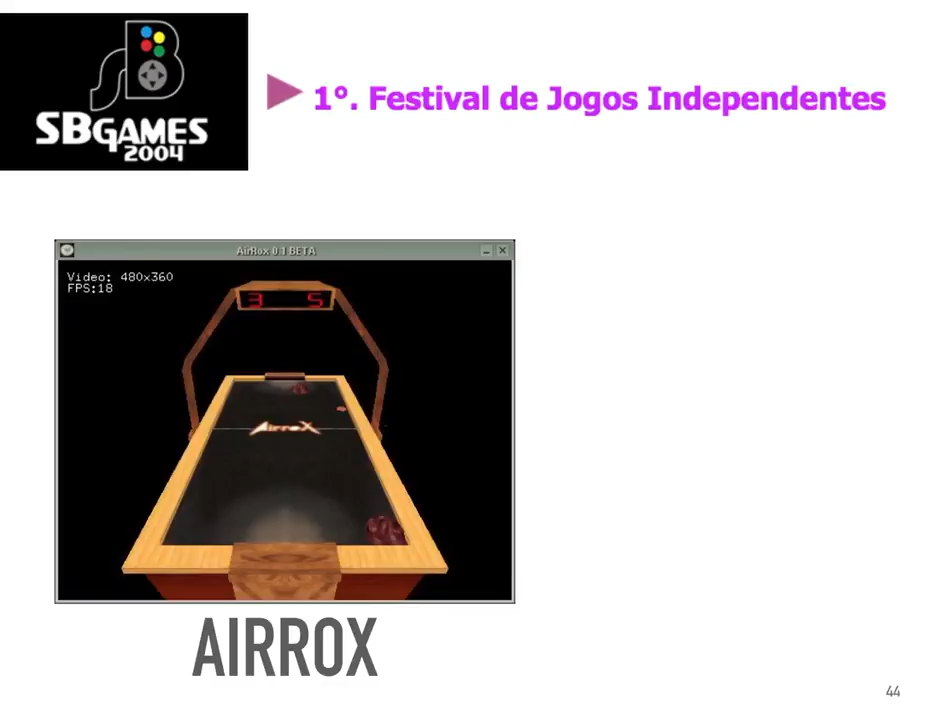 SBGAMES
2004
1°. Festival de Jogos Independentes
AirRox 0.1 BETA
Video: 480x360
FPS:18
3 5
AirroX
AIRROX
44